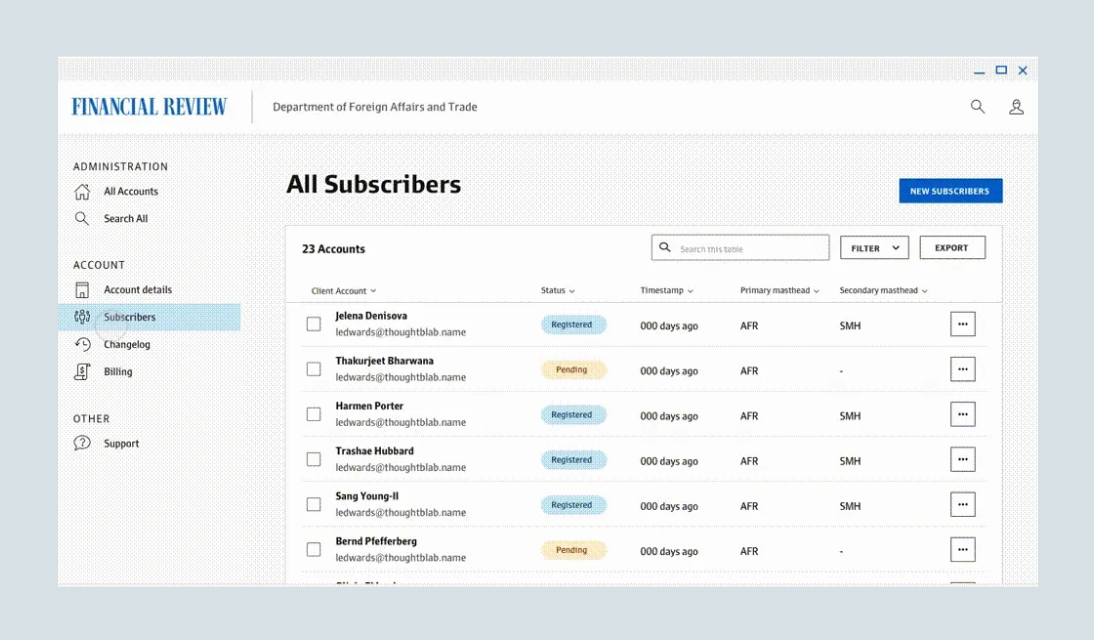 FINANCIAL REVIEW
Department of Foreign Affairs and Trade
ADMINISTRATION
All Accounts
Search All
ACCOUNT
Account details
Subscribers
Changelog
Billing
OTHER
Support
All Subscribers
NEW SUBSCRIBERS
23 Accounts
Search this table
FILTER
EXPORT
Client Account Status Timestamp Primary masthead Secondary masthead
Jelena Denisova
ledwards@thoughtblab.name
Registered 000 days ago AFR SMH
Thakurjeet Bharwana
ledwards@thoughtblab.name
Pending 000 days ago AFR -
Harmen Porter
ledwards@thoughtblab.name
Registered 000 days ago AFR SMH
Trashae Hubbard
ledwards@thoughtblab.name
Registered 000 days ago AFR SMH
Sang Young-Il
ledwards@thoughtblab.name
Registered 000 days ago AFR SMH
Bernd Pfefferberg
ledwards@thoughtblab.name
Pending 000 days ago AFR -